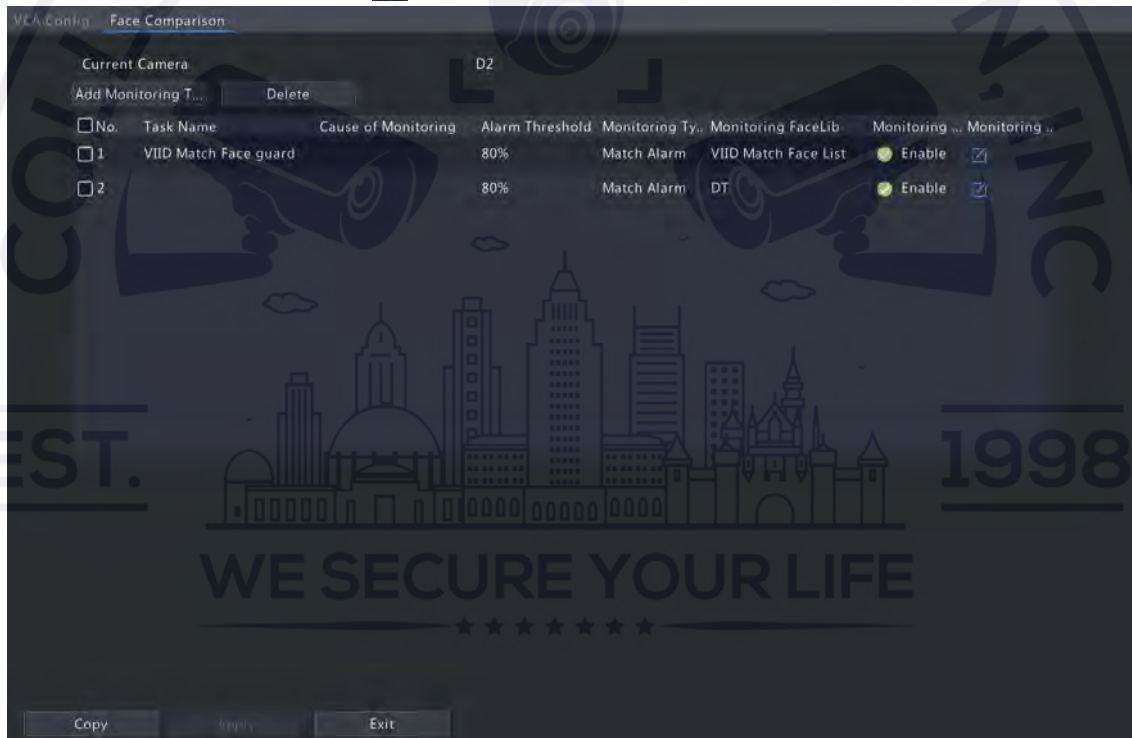 VCA Config Face Comparison
Current Camera D2
Add Monitoring T... Delete
No. Task Name Cause of Monitoring Alarm Threshold Monitoring Ty.. Monitoring FaceLib Monitoring ... Monitoring ..
1 VIID Match Face guard 80% Match Alarm VIID Match Face List Enable
2 80% Match Alarm DT Enable
EST. 1998
WE SECURE YOUR LIFE
Copy Apply Exit